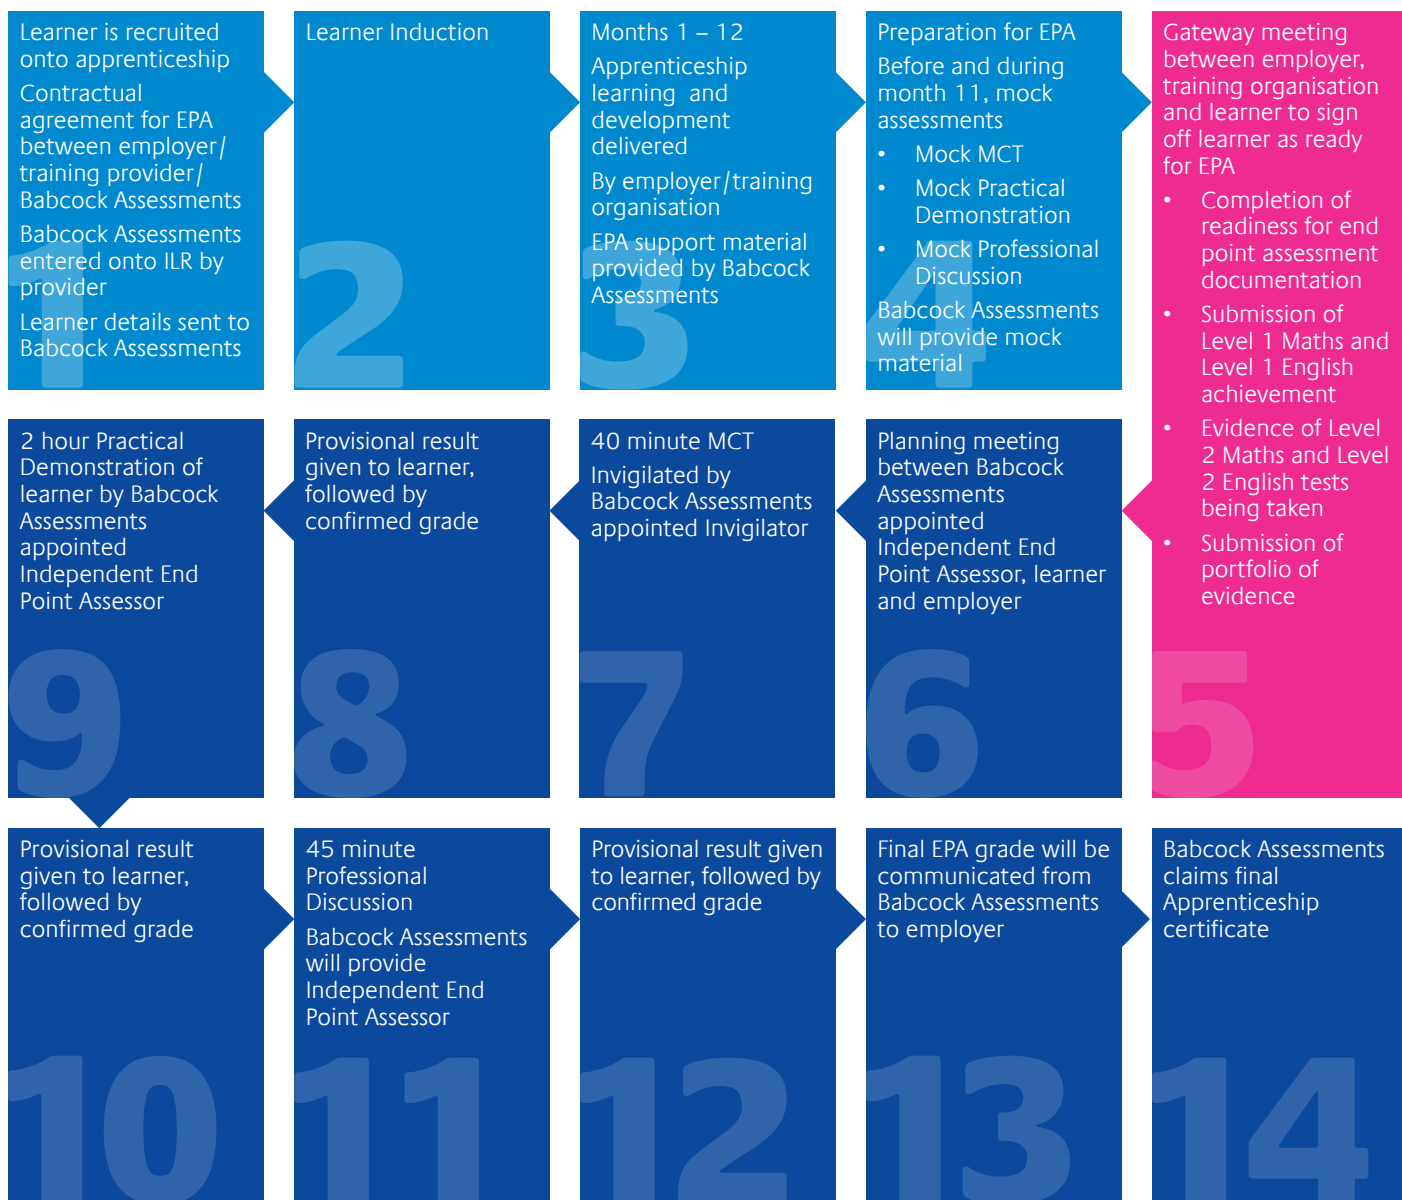 Learner is recruited
onto apprenticeship
Contractual
agreement for EPA
between employer/
training provider/
Babcock Assessments
Babcock Assessments
entered onto ILR by
provider
Learner details sent to
Babcock Assessments
1
Learner Induction
2
Months 1 – 12
Apprenticeship
learning and
development
delivered
By employer/training
organisation
EPA support material
provided by Babcock
Assessments
3
Preparation for EPA
Before and during
month 11, mock
assessments
• Mock MCT
• Mock Practical
Demonstration
• Mock Professional
Discussion
Babcock Assessments
will provide mock
material
4
Gateway meeting
between employer,
training organisation
and learner to sign
off learner as ready
for EPA
• Completion of
readiness for end
point assessment
documentation
• Submission of
Level 1 Maths and
Level 1 English
achievement
• Evidence of Level
2 Maths and Level
2 English tests
being taken
• Submission of
portfolio of
evidence
5
Planning meeting
between Babcock
Assessments
appointed
Independent End
Point Assessor, learner
and employer
6
40 minute MCT
Invigilated by
Babcock Assessments
appointed Invigilator
7
Provisional result
given to learner,
followed by
confirmed grade
8
2 hour Practical
Demonstration of
learner by Babcock
Assessments
appointed
Independent End
Point Assessor
9
Provisional result
given to learner,
followed by
confirmed grade
10
45 minute
Professional
Discussion
Babcock Assessments
will provide
Independent End
Point Assessor
11
Provisional result given
to learner, followed by
confirmed grade
12
Final EPA grade will be
communicated from
Babcock Assessments
to employer
13
Babcock Assessments
claims final
Apprenticeship
certificate
14